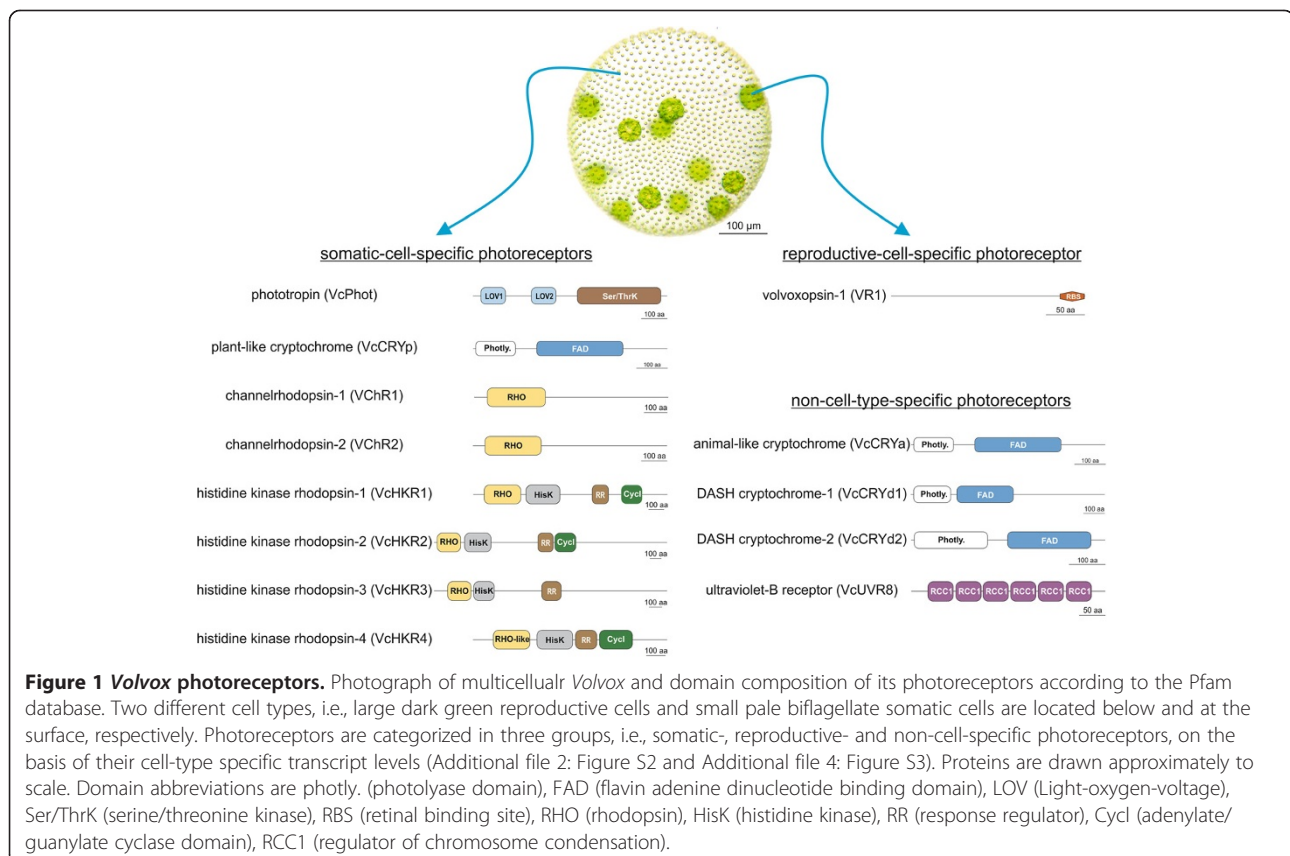 100 µm
somatic-cell-specific photoreceptors
phototropin (VcPhot)
LOV1 LOV2 Ser/ThrK
100 aa
plant-like cryptochrome (VcCRYp)
Photly. FAD
100 aa
channelrhodopsin-1 (VChR1)
RHO
100 aa
channelrhodopsin-2 (VChR2)
RHO
100 aa
histidine kinase rhodopsin-1 (VcHKR1)
RHO HisK RR Cycl
100 aa
histidine kinase rhodopsin-2 (VcHKR2)
RHO HisK RR Cycl
100 aa
histidine kinase rhodopsin-3 (VcHKR3)
RHO HisK RR
100 aa
histidine kinase rhodopsin-4 (VcHKR4)
RHO-like HisK RR Cycl
100 aa
reproductive-cell-specific photoreceptor
volvoxopsin-1 (VR1)
RBS
50 aa
non-cell-type-specific photoreceptors
animal-like cryptochrome (VcCRYa)
Photly. FAD
100 aa
DASH cryptochrome-1 (VcCRYd1)
Photly. FAD
100 aa
DASH cryptochrome-2 (VcCRYd2)
Photly. FAD
100 aa
ultraviolet-B receptor (VcUVR8)
RCC1 RCC1 RCC1 RCC1 RCC1 RCC1
50 aa
Figure 1 Volvox photoreceptors. Photograph of multicellualr Volvox and domain composition of its photoreceptors according to the Pfam
database. Two different cell types, i.e., large dark green reproductive cells and small pale biflagellate somatic cells are located below and at the
surface, respectively. Photoreceptors are categorized in three groups, i.e., somatic-, reproductive- and non-cell-specific photoreceptors, on the
basis of their cell-type specific transcript levels (Additional file 2: Figure S2 and Additional file 4: Figure S3). Proteins are drawn approximately to
scale. Domain abbreviations are photly. (photolyase domain), FAD (flavin adenine dinucleotide binding domain), LOV (Light-oxygen-voltage),
Ser/ThrK (serine/threonine kinase), RBS (retinal binding site), RHO (rhodopsin), HisK (histidine kinase), RR (response regulator), Cycl (adenylate/
guanylate cyclase domain), RCC1 (regulator of chromosome condensation).